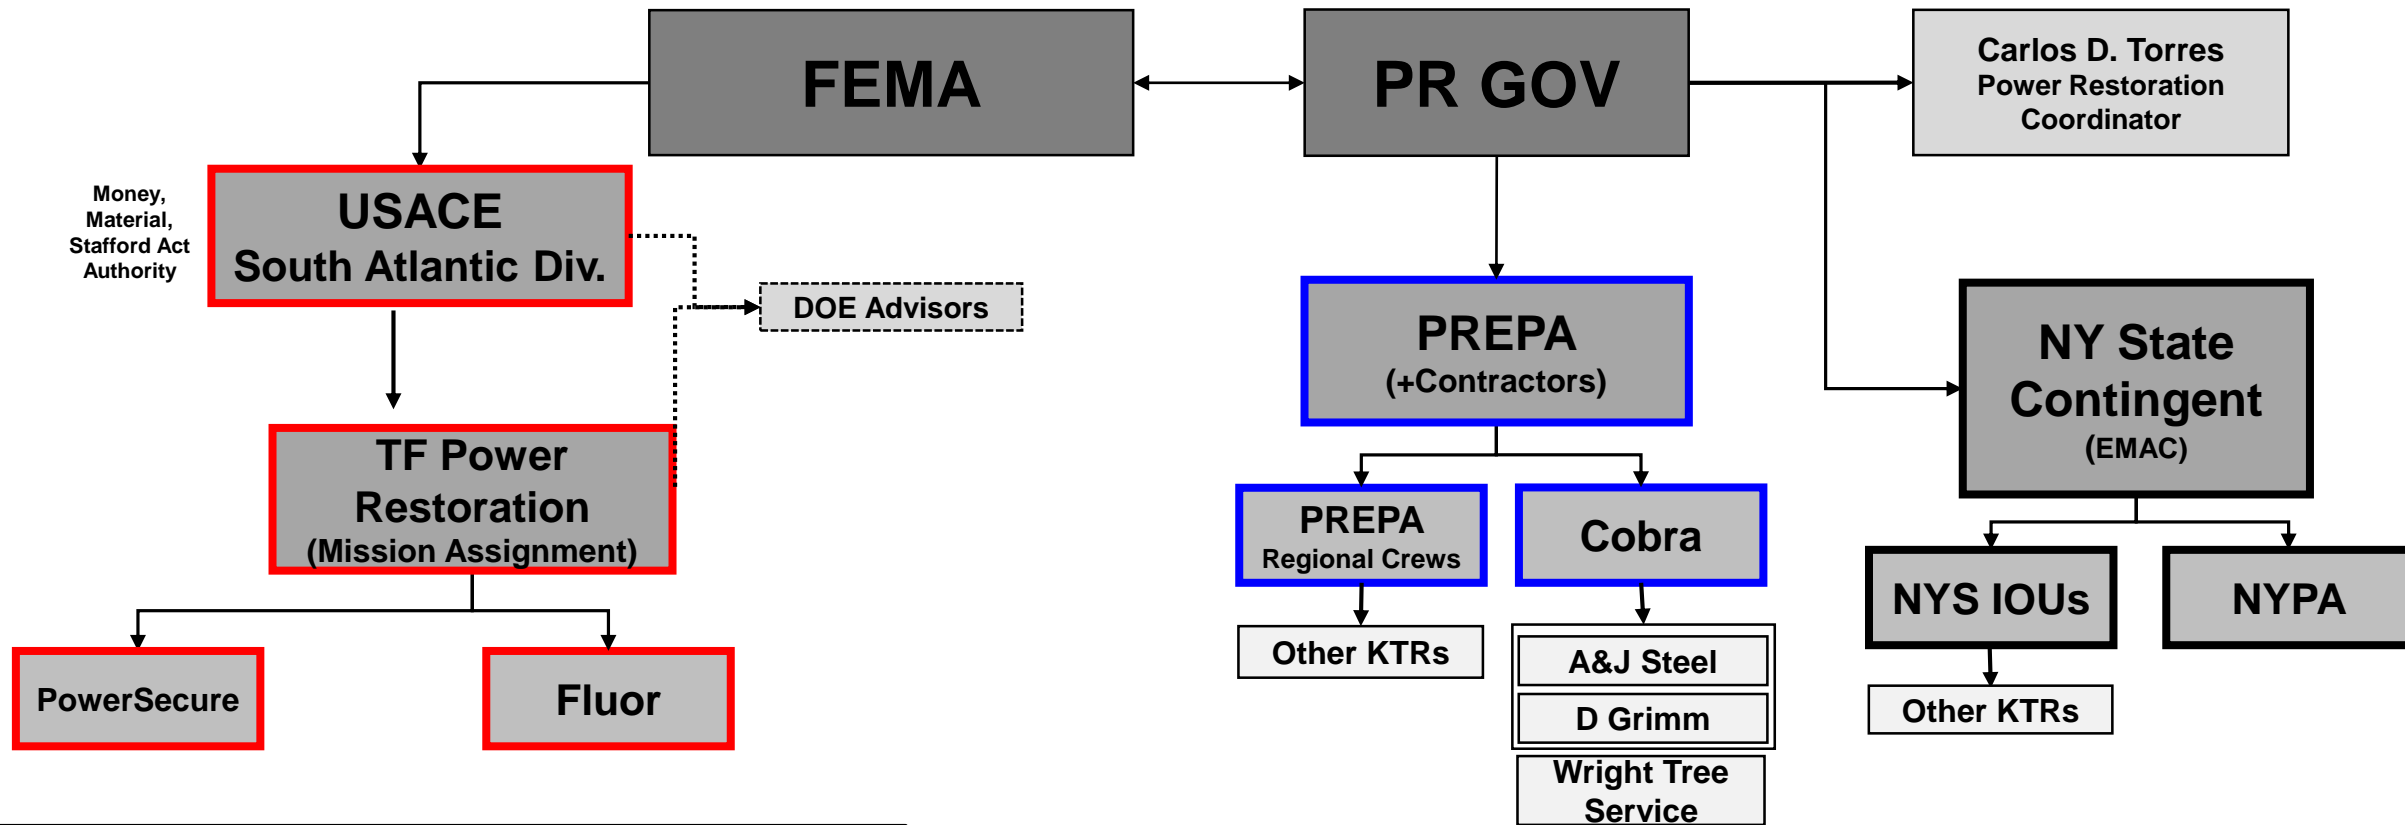 FEMA
PR GOV
Carlos D. Torres
Power Restoration
Coordinator
Money,
Material,
Stafford Act
Authority
USACE
South Atlantic Div.
DOE Advisors
PREPA
(+Contractors)
NY State
Contingent
(EMAC)
TF Power
Restoration
(Mission Assignment)
PREPA
Regional Crews
Cobra
NYS IOUs
NYPA
PowerSecure
Fluor
Other KTRs
A&J Steel
D Grimm
Wright Tree
Service
Other KTRs